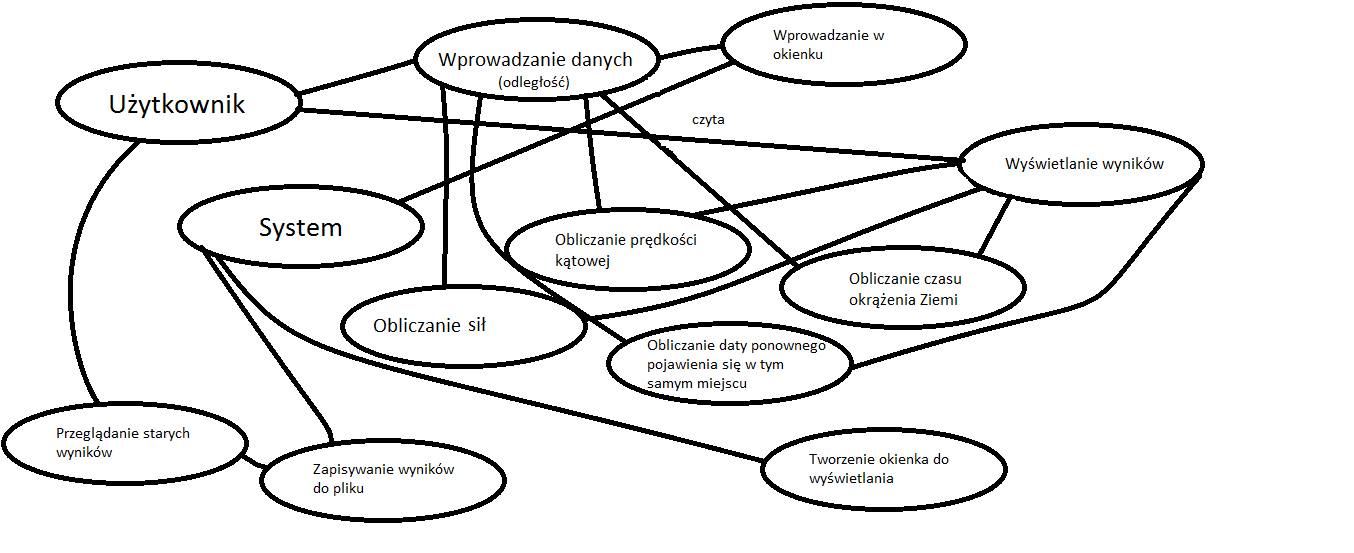 Wprowadzanie w
okienku
Wprowadzanie danych
(odległość)
Użytkownik
czyta
Wyświetlanie wyników
System
Obliczanie prędkości
kątowej
Obliczanie czasu
okrążenia Ziemi
Obliczanie sił
Obliczanie daty ponownego
pojawienia się w tym
samym miejscu
Przeglądanie starych
wyników
Zapisywanie wyników
do pliku
Tworzenie okienka do
wyświetlania